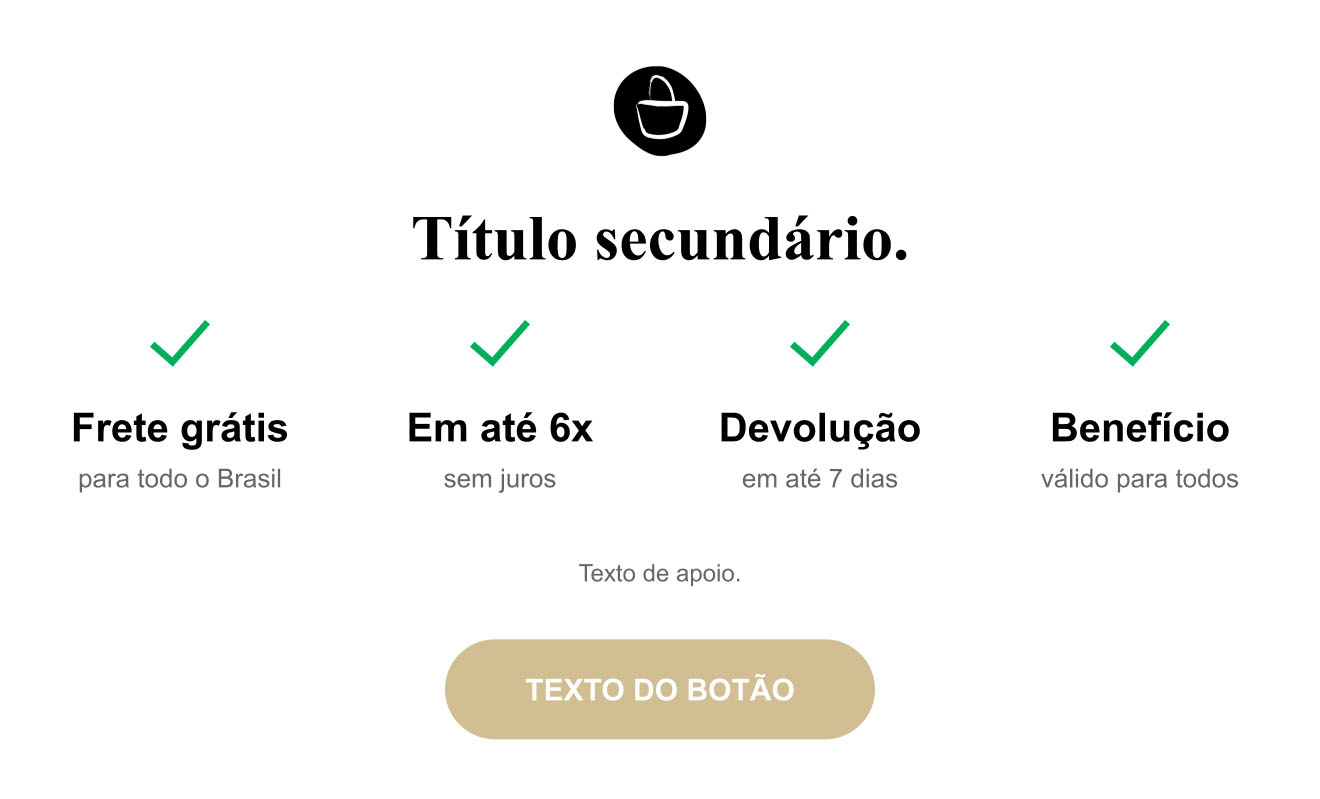 Título secundário.
Frete grátis
para todo o Brasil
Em até 6x
sem juros
Devolução
em até 7 dias
Benefício
válido para todos
Texto de apoio.
TEXTO DO BOTÃO